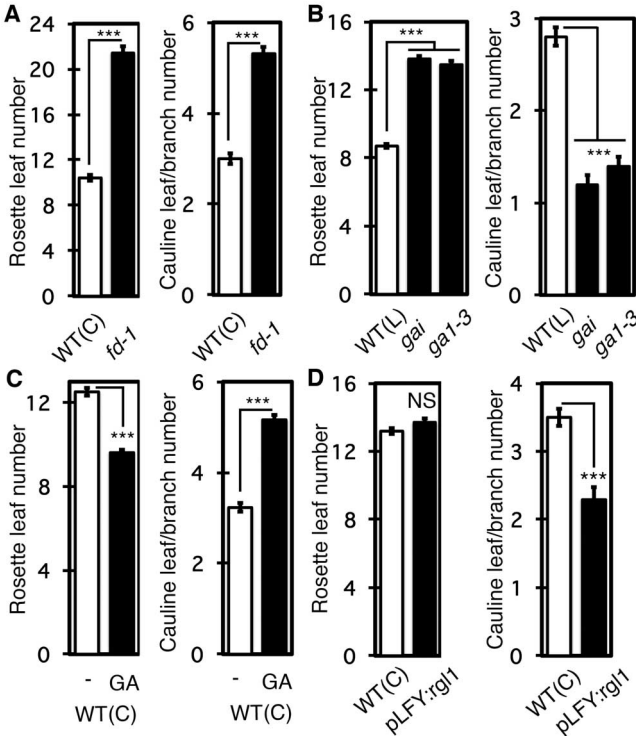 A
Rosette leaf number
24
20
16
12
8
4
0
***
WT(C)
fd-1
Cauline leaf/branch number
6
4
2
0
***
WT(C)
fd-1
B
Rosette leaf number
16
12
8
4
0
***
WT(L)
gai
ga1-3
Cauline leaf/branch number
3
2
1
0
***
WT(L)
gai
ga1-3
C
Rosette leaf number
12
8
4
0
***
- GA
WT(C)
Cauline leaf/branch number
6
4
2
0
***
- GA
WT(C)
D
Rosette leaf number
16
12
8
4
0
NS
WT(C)
pLFY:rgl1
Cauline leaf/branch number
4
3
2
1
0
***
WT(C)
pLFY:rgl1